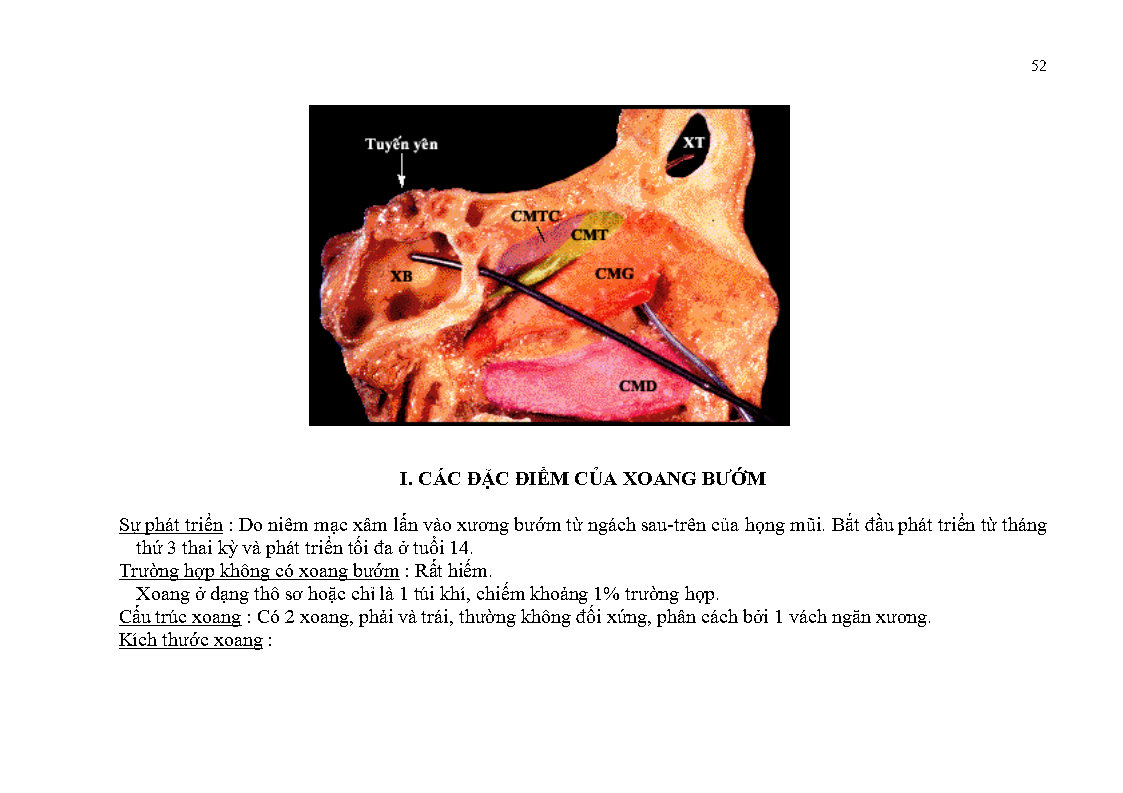 52
Tuyến yên
XT
CMTC
CMT
XB
CMG
CMD
I. CÁC ĐẶC ĐIỂM CỦA XOANG BƯỚM
Sự phát triển : Do niêm mạc xâm lấn vào xương bướm từ ngách sau-trên của họng mũi. Bắt đầu phát triển từ tháng
thứ 3 thai kỳ và phát triển tối đa ở tuổi 14.
Trường hợp không có xoang bướm : Rất hiếm.
Xoang ở dạng thô sơ hoặc chỉ là 1 túi khí, chiếm khoảng 1% trường hợp.
Cấu trúc xoang : Có 2 xoang, phải và trái, thường không đối xứng, phân cách bởi 1 vách ngăn xương.
Kích thước xoang :